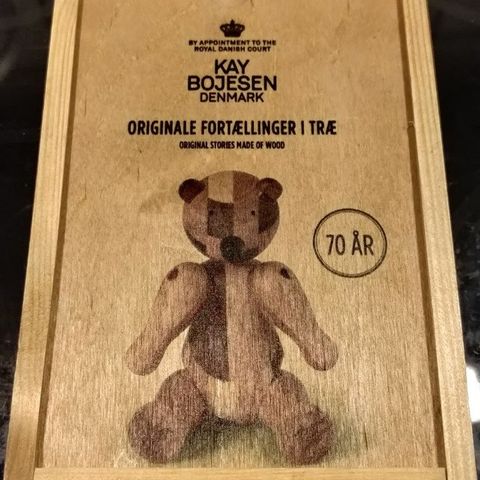 BY APPOINTMENT TO THE
ROYAL DANISH COURT
KAY
BOJESEN
DENMARK
ORIGINALE FORTÆLLINGER I TRÆ
ORIGINAL STORIES MADE OF WOOD
70 ÅR